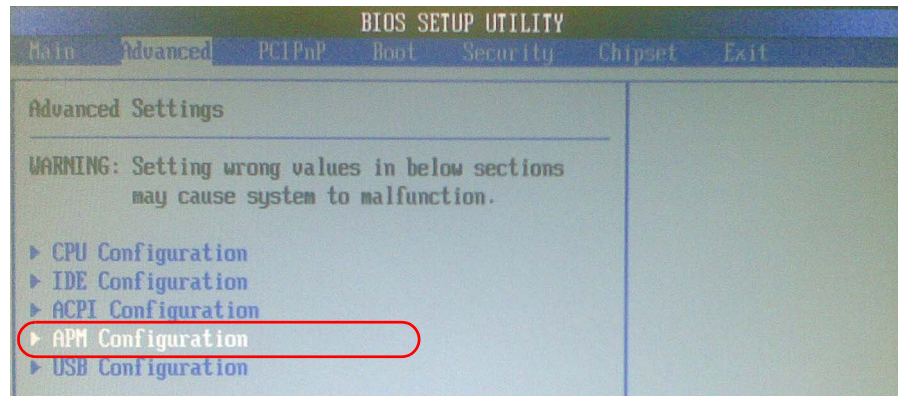 BIOS SETUP UTILITY
Main Advanced PCIPnP Boot Security Chipset Exit
Advanced Settings
WARNING: Setting wrong values in below sections
may cause system to malfunction.
▶ CPU Configuration
▶ IDE Configuration
▶ ACPI Configuration
▶ APM Configuration
▶ USB Configuration